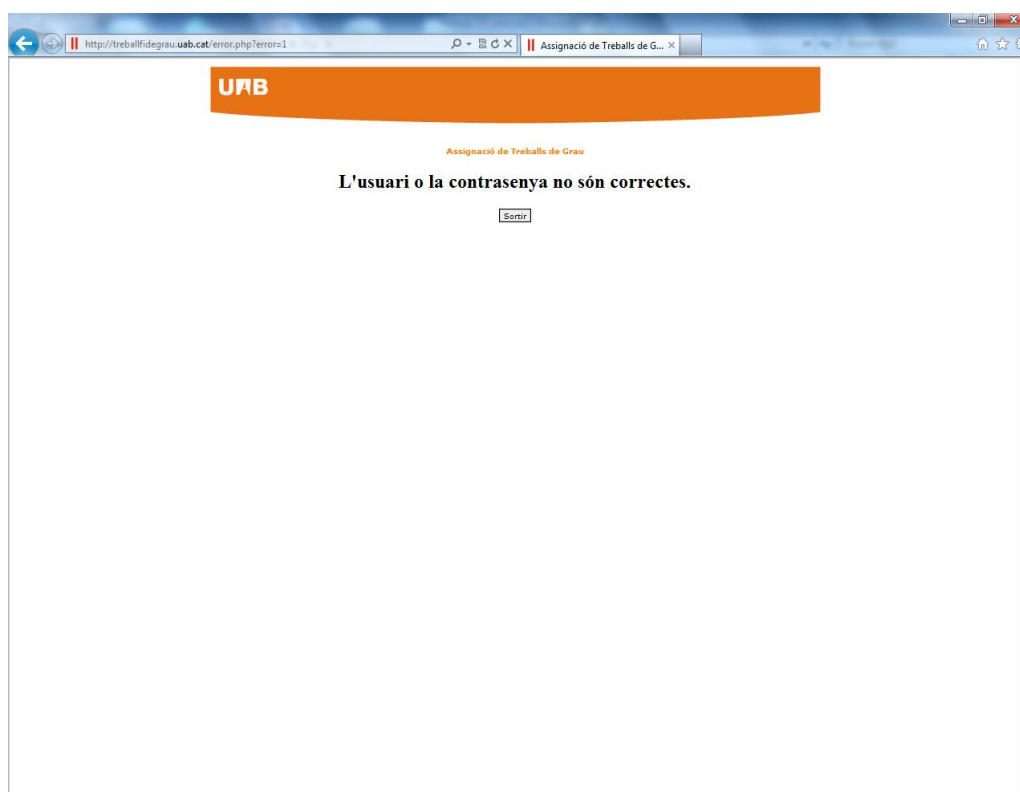 http://treballfidegrau.uab.cat/error.php?error=1
Assignació de Treballs de G...
UAB
Assignació de Treballs de Grau
L'usuari o la contrasenya no són correctes.
Sortir